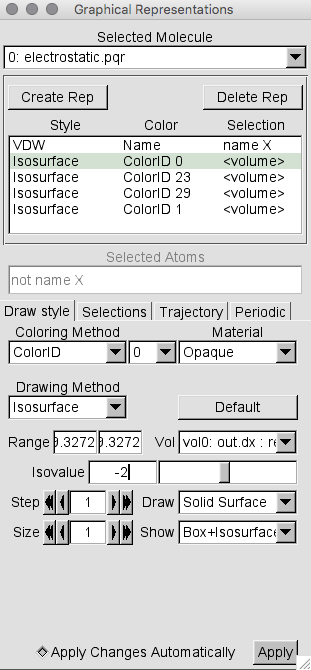 Graphical Representations
Selected Molecule
0: electrostatic.pqr
Create Rep Delete Rep
Style Color Selection
VDW Name name X
Isosurface ColorID 0 <volume>
Isosurface ColorID 23 <volume>
Isosurface ColorID 29 <volume>
Isosurface ColorID 1 <volume>
Selected Atoms
not name X
Draw style Selections Trajectory Periodic
Coloring Method Material
ColorID 0 Opaque
Drawing Method
Isosurface Default
Range 9.3272 9.3272 Vol vol0: out.dx : re
Isovalue -2
Step 1 Draw Solid Surface
Size 1 Show Box+Isosurface
Apply Changes Automatically Apply